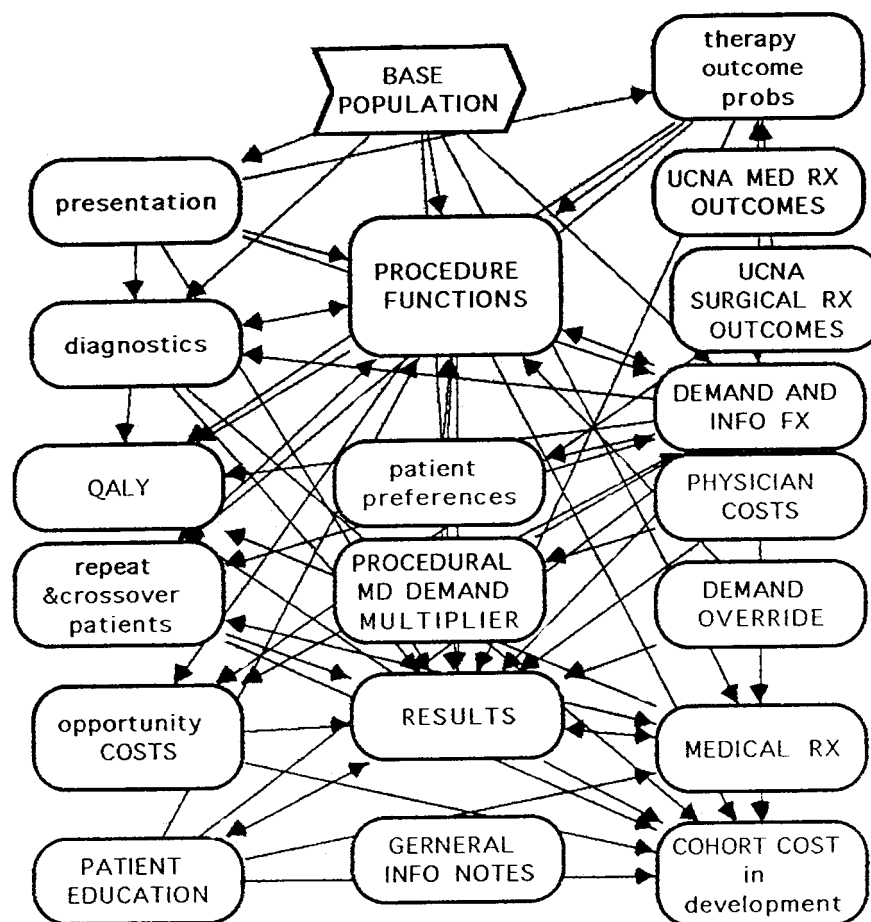 BASE
POPULATION
therapy
outcome
probs
presentation
UCNA MED RX
OUTCOMES
PROCEDURE
FUNCTIONS
UCNA
SURGICAL RX
OUTCOMES
diagnostics
DEMAND AND
INFO FX
QALY
patient
preferences
PHYSICIAN
COSTS
repeat
&crossover
patients
PROCEDURAL
MD DEMAND
MULTIPLIER
DEMAND
OVERRIDE
opportunity
COSTS
RESULTS
MEDICAL RX
PATIENT
EDUCATION
GERNERAL
INFO NOTES
COHORT COST
in
development